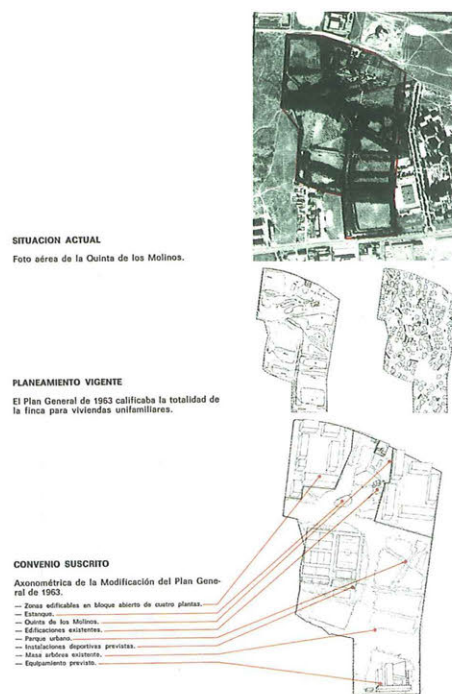 SITUACION ACTUAL
Foto aérea de la Quinta de los Molinos.
PLANEAMIENTO VIGENTE
El Plan General de 1963 calificaba la totalidad de
la finca para viviendas unifamiliares.
CONVENIO SUSCRITO
Axonométrica de la Modificación del Plan Gene-
ral de 1963.
— Zonas edificables en bloque abierto de cuatro plantas.
— Estanque.
— Quinta de los Molinos.
— Edificaciones existentes.
— Parque urbano.
— Instalaciones deportivas previstas.
— Masa arbórea existente.
— Equipamiento previsto.